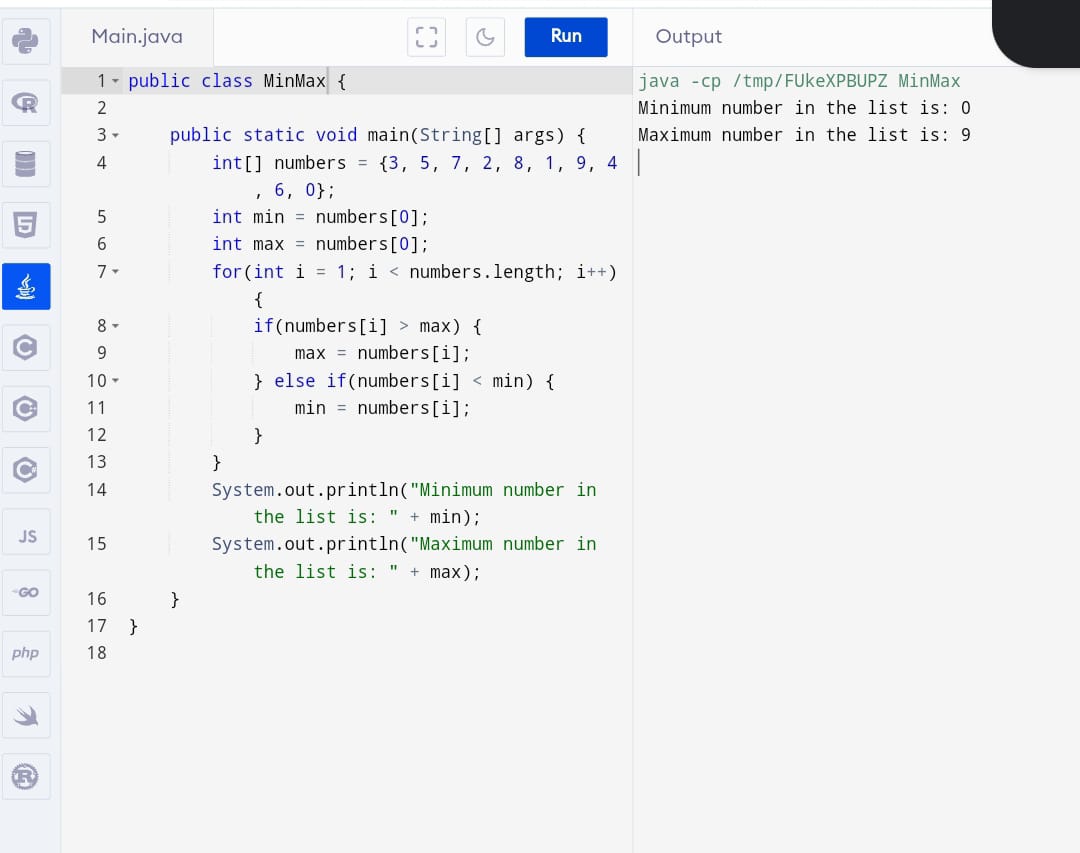 Main.java
Run
Output
1 public class MinMax {
2
3 public static void main(String[] args) {
4 int[] numbers = {3, 5, 7, 2, 8, 1, 9, 4
, 6, 0};
5 int min = numbers[0];
6 int max = numbers[0];
7 for(int i = 1; i < numbers.length; i++)
{
8 if(numbers[i] > max) {
9 max = numbers[i];
10 } else if(numbers[i] < min) {
11 min = numbers[i];
12 }
13 }
14 System.out.println("Minimum number in
the list is: " + min);
15 System.out.println("Maximum number in
the list is: " + max);
16 }
17 }
18
java -cp /tmp/FUkeXPBUPZ MinMax
Minimum number in the list is: 0
Maximum number in the list is: 9
R
5
C
C
C
JS
GO
php
R